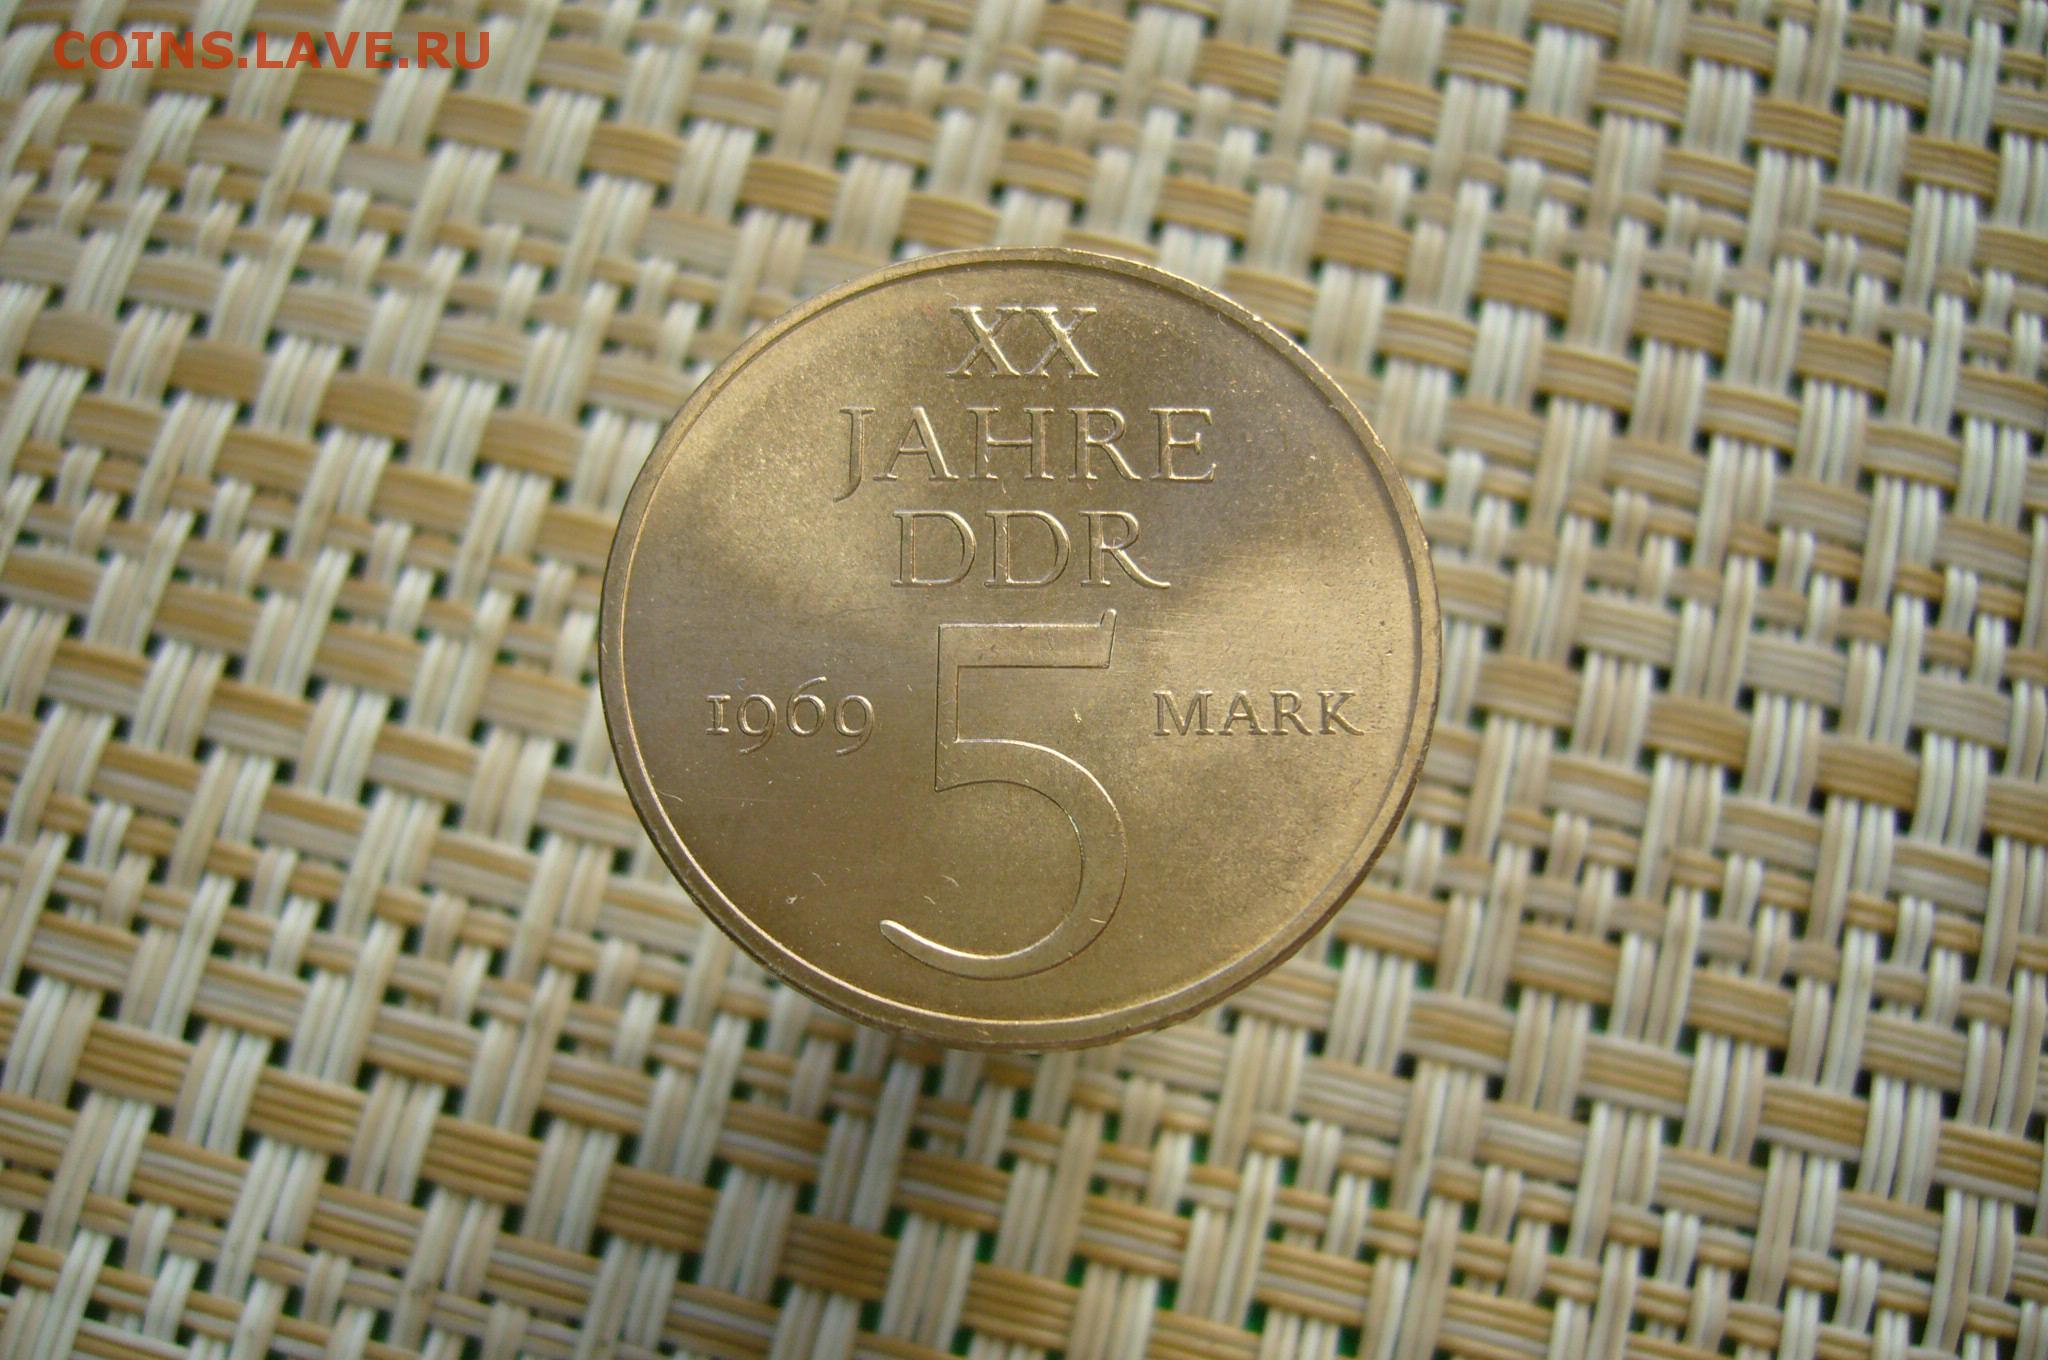 COINS.LAVE.RU
XX
JAHRE
DDR
1969 5 MARK